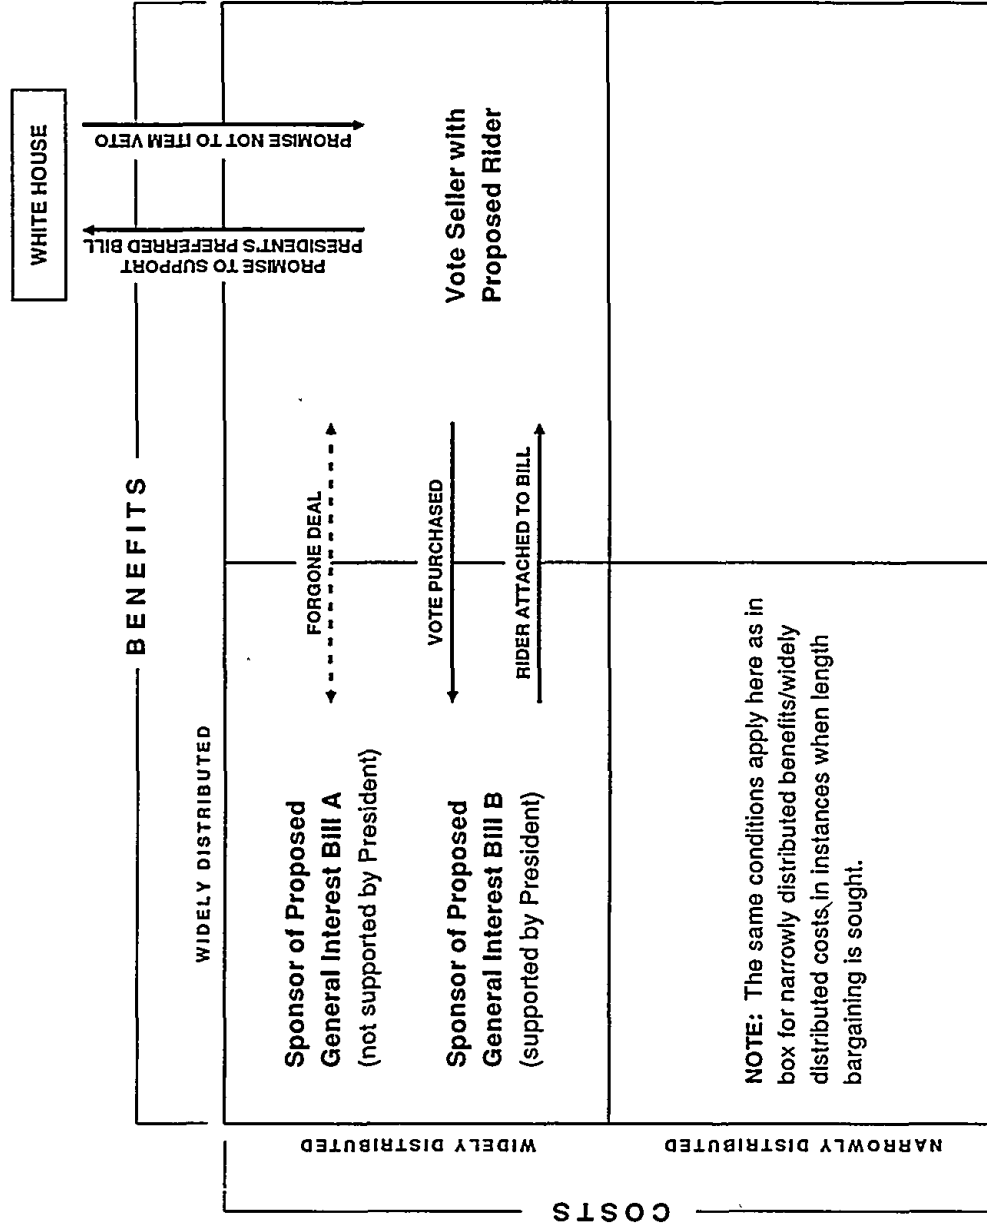 WHITE HOUSE
BENEFITS
WIDELY DISTRIBUTED
PROMISE TO SUPPORT
PRESIDENT'S PREFERRED BILL
PROMISE NOT TO ITEM VETO
COSTS
WIDELY DISTRIBUTED
Sponsor of Proposed
General Interest Bill A
(not supported by President)
FORGONE DEAL
Sponsor of Proposed
General Interest Bill B
(supported by President)
VOTE PURCHASED
RIDER ATTACHED TO BILL
Vote Seller with
Proposed Rider
NARROWLY DISTRIBUTED
NOTE: The same conditions apply here as in
box for narrowly distributed benefits/widely
distributed costs in instances when length
bargaining is sought.